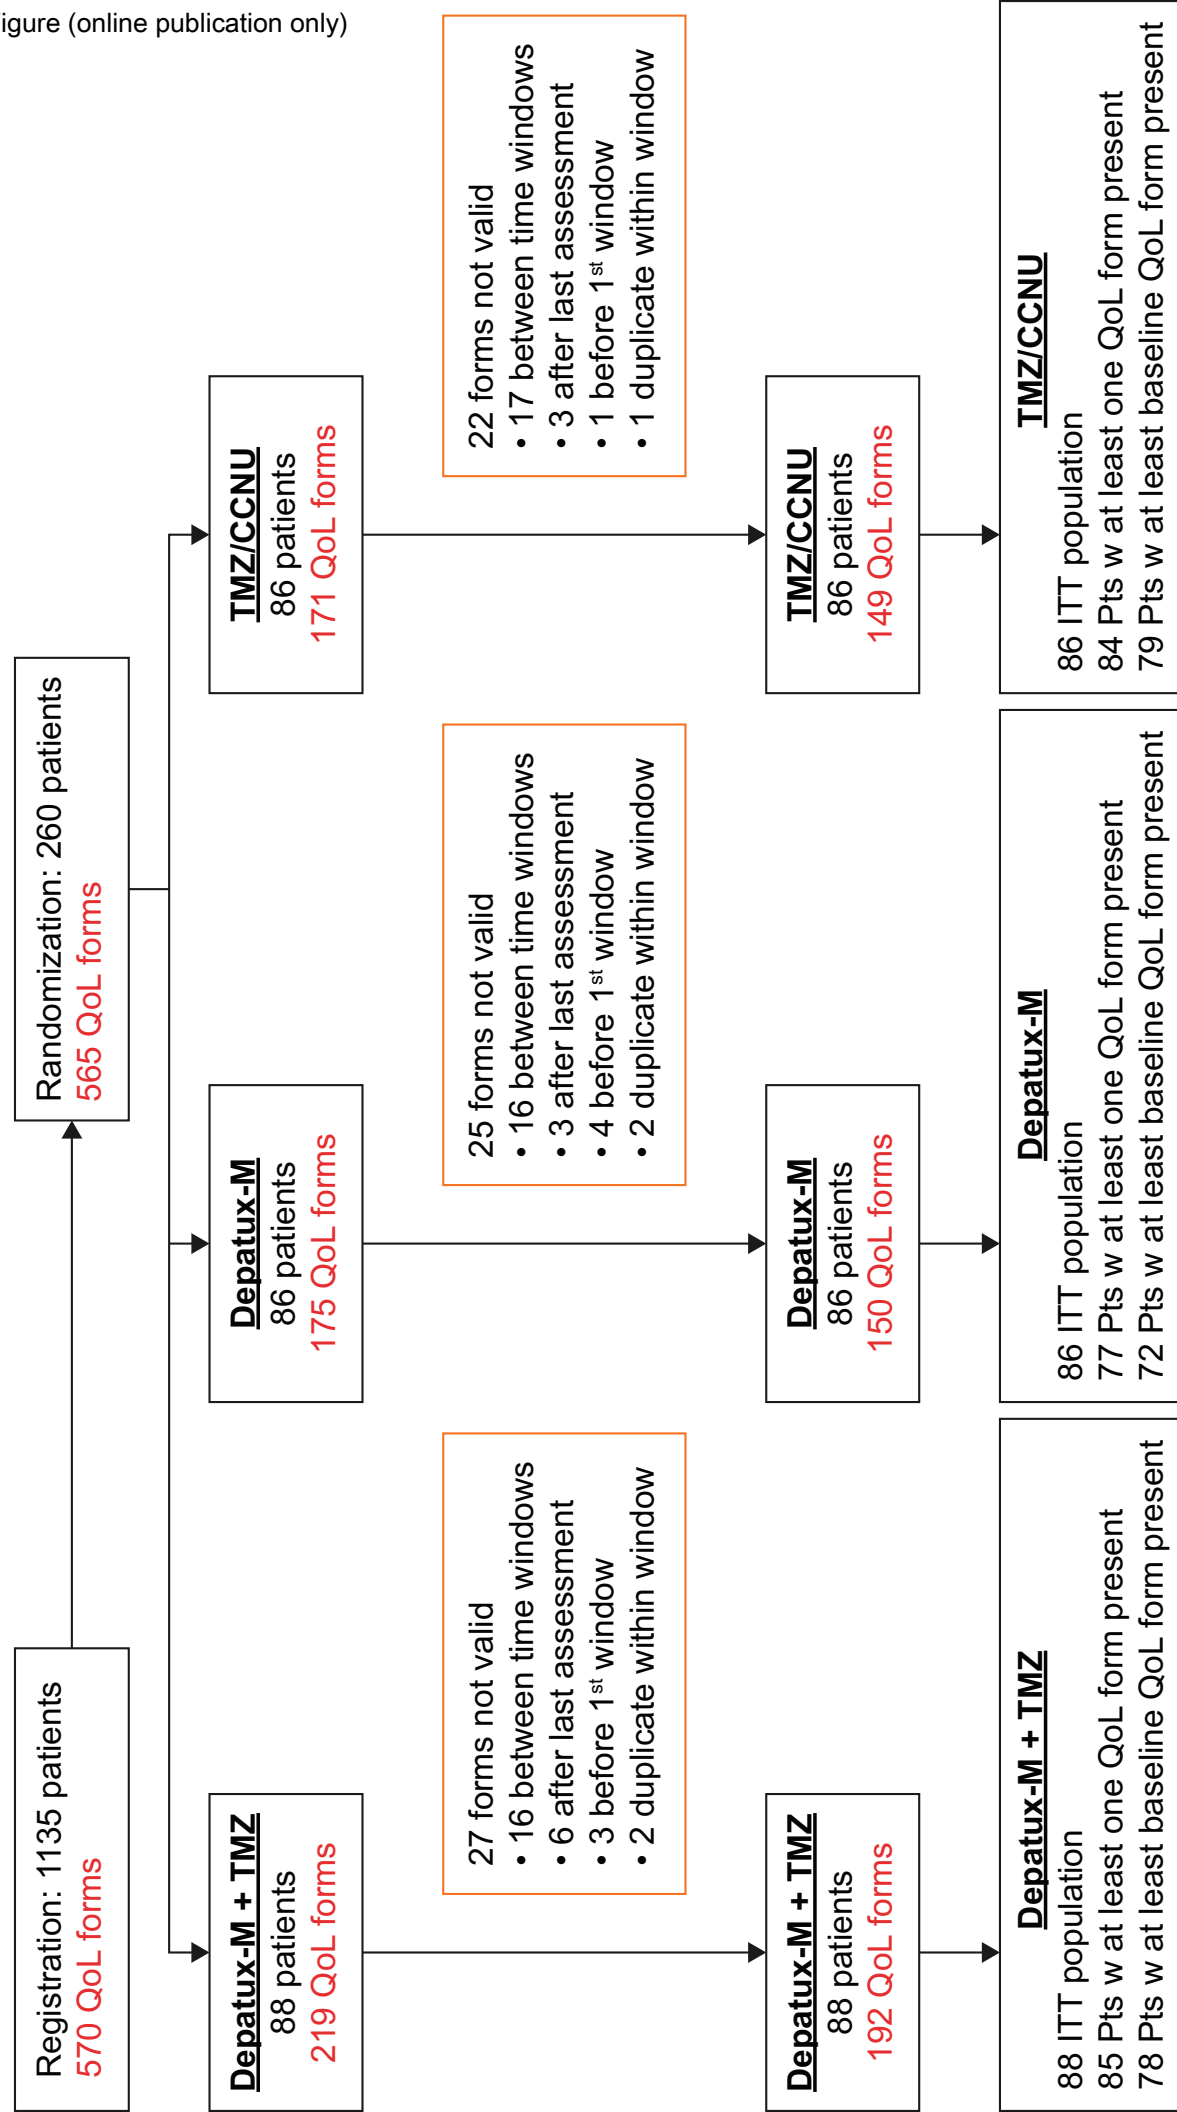 igure (online publication only)
Registration: 1135 patients
570 QoL forms
Randomization: 260 patients
565 QoL forms
Depatux-M + TMZ
88 patients
219 QoL forms
Depatux-M
86 patients
175 QoL forms
TMZ/CCNU
86 patients
171 QoL forms
27 forms not valid
• 16 between time windows
• 6 after last assessment
• 3 before 1st window
• 2 duplicate within window
25 forms not valid
• 16 between time windows
• 3 after last assessment
• 4 before 1st window
• 2 duplicate within window
22 forms not valid
• 17 between time windows
• 3 after last assessment
• 1 before 1st window
• 1 duplicate within window
Depatux-M + TMZ
88 patients
192 QoL forms
Depatux-M
86 patients
150 QoL forms
TMZ/CCNU
86 patients
149 QoL forms
Depatux-M + TMZ
88 ITT population
85 Pts w at least one QoL form present
78 Pts w at least baseline QoL form present
Depatux-M
86 ITT population
77 Pts w at least one QoL form present
72 Pts w at least baseline QoL form present
TMZ/CCNU
86 ITT population
84 Pts w at least one QoL form present
79 Pts w at least baseline QoL form present